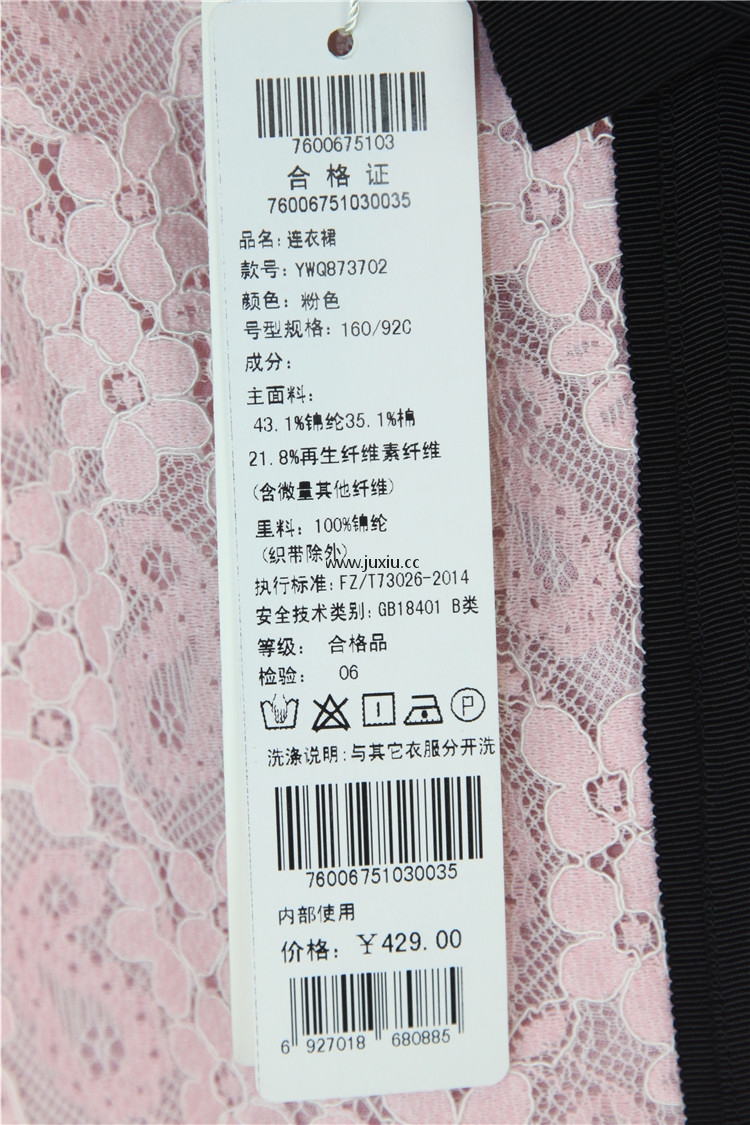 7600675103
合格证
76006751030035
品名: 连衣裙
款号: YWQ873702
颜色: 粉色
号型规格: 160/92C
成分:
主面料:
43.1%锦纶35.1%棉
21.8%再生纤维素纤维
(含微量其他纤维)
里料: 100%锦纶
(织带除外)
www.juxiu.cc
执行标准: FZ/T73026-2014
安全技术类别: GB18401 B类
等级: 合格品
检验: 06
P
洗涤说明:与其它衣服分开洗
76006751030035
内部使用
价格: ￥429.00
6 927018 680885